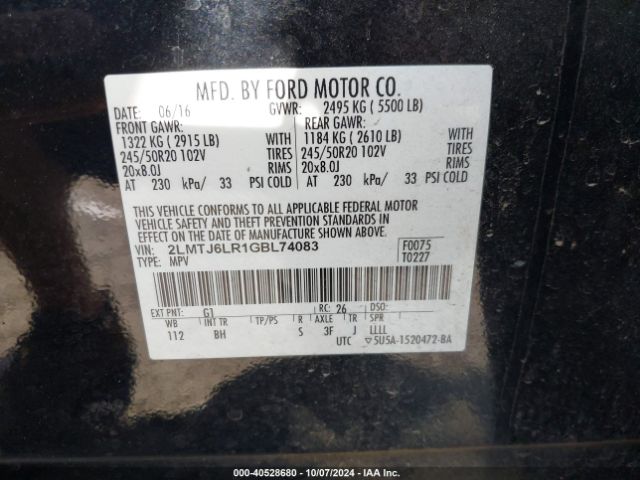 MFD. BY FORD MOTOR CO.
DATE: 06/16 GVWR: 2495 KG ( 5500 LB)
FRONT GAWR: REAR GAWR:
1322 KG ( 2915 LB) WITH 1184 KG ( 2610 LB) WITH
245/50R20 102V TIRES 245/50R20 102V TIRES
20x8.0J RIMS 20x8.0J RIMS
AT 230 kPa/ 33 PSI COLD AT 230 kPa/ 33 PSI COLD
THIS VEHICLE CONFORMS TO ALL APPLICABLE FEDERAL MOTOR
VEHICLE SAFETY AND THEFT PREVENTION STANDARDS IN
EFFECT ON THE DATE OF MANUFACTURE SHOWN ABOVE.
VIN: 2LMTJ6LR1GBL74083 F0075
TYPE: MPV T0227
EXT PNT: G1 RC: 26 DSO:
WB INT TR TP/PS R AXLE TR SPR
112 BH S 3F J LLLL
UTC ▽5U5A-1520472-BA
000-40528680 - 10/07/2024 - IAA Inc.